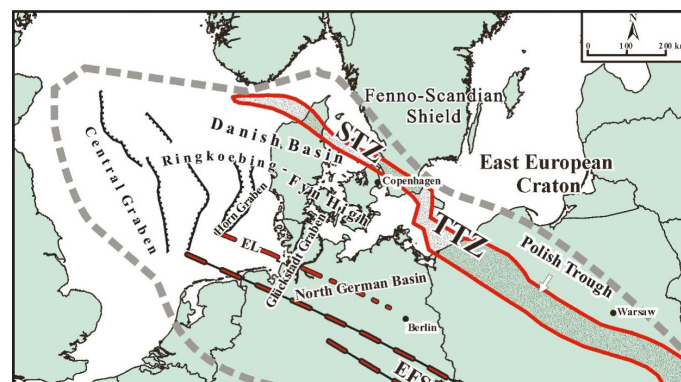 N
0 100 200 km
Fenno-Scandian
Shield
STZ
Danish Basin
Central Graben
Ringkoebing - Fyn High
East European
Craton
Copenhagen
Horn Graben
TTZ
EL
Glückstadt Graben
Polish Trough
North German Basin
Warsaw
Berlin
EFS